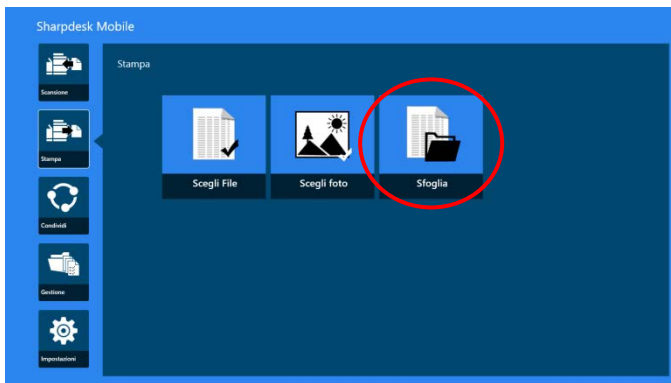 Sharpdesk Mobile
Scansione
Stampa
Condividi
Gestione
Impostazioni
Stampa
Scegli File
Scegli foto
Sfoglia